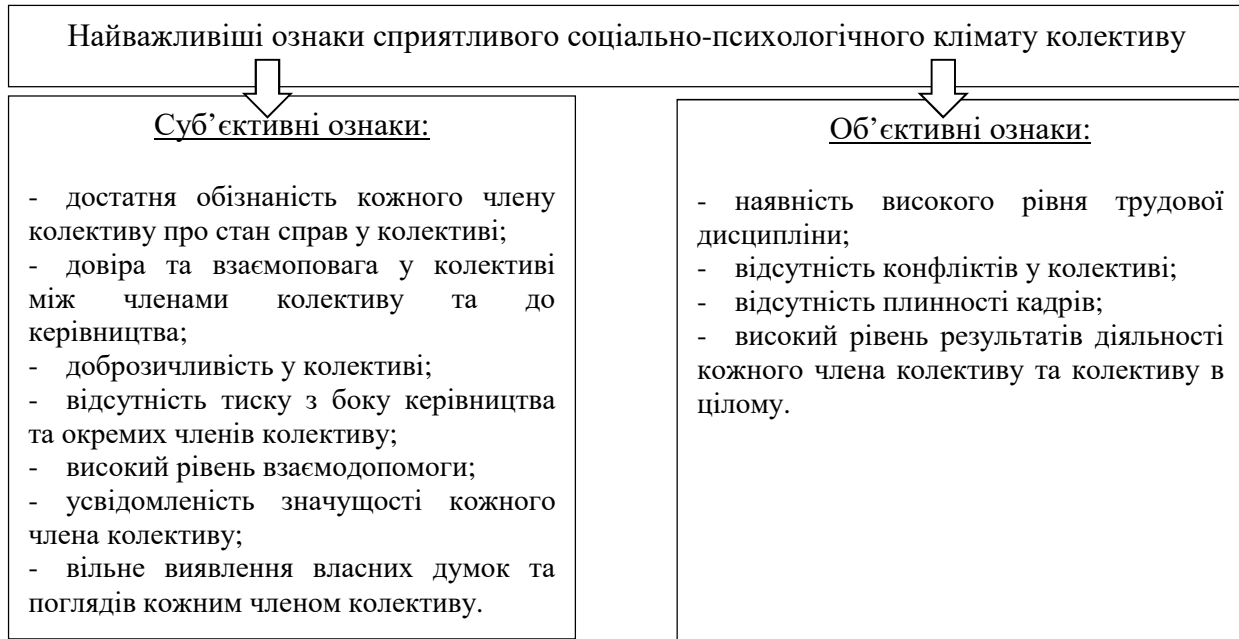 Найважливіші ознаки сприятливого соціально-психологічного клімату колективу
Суб’єктивні ознаки:
- достатня обізнаність кожного члену
колективу про стан справ у колективі;
- довіра та взаємоповага у колективі
між членами колективу та до
керівництва;
- доброзичливість у колективі;
- відсутність тиску з боку керівництва
та окремих членів колективу;
- високий рівень взаємодопомоги;
- усвідомленість значущості кожного
члена колективу;
- вільне виявлення власних думок та
поглядів кожним членом колективу.
Об’єктивні ознаки:
- наявність високого рівня трудової
дисципліни;
- відсутність конфліктів у колективі;
- відсутність плинності кадрів;
- високий рівень результатів діяльності
кожного члена колективу та колективу в
цілому.